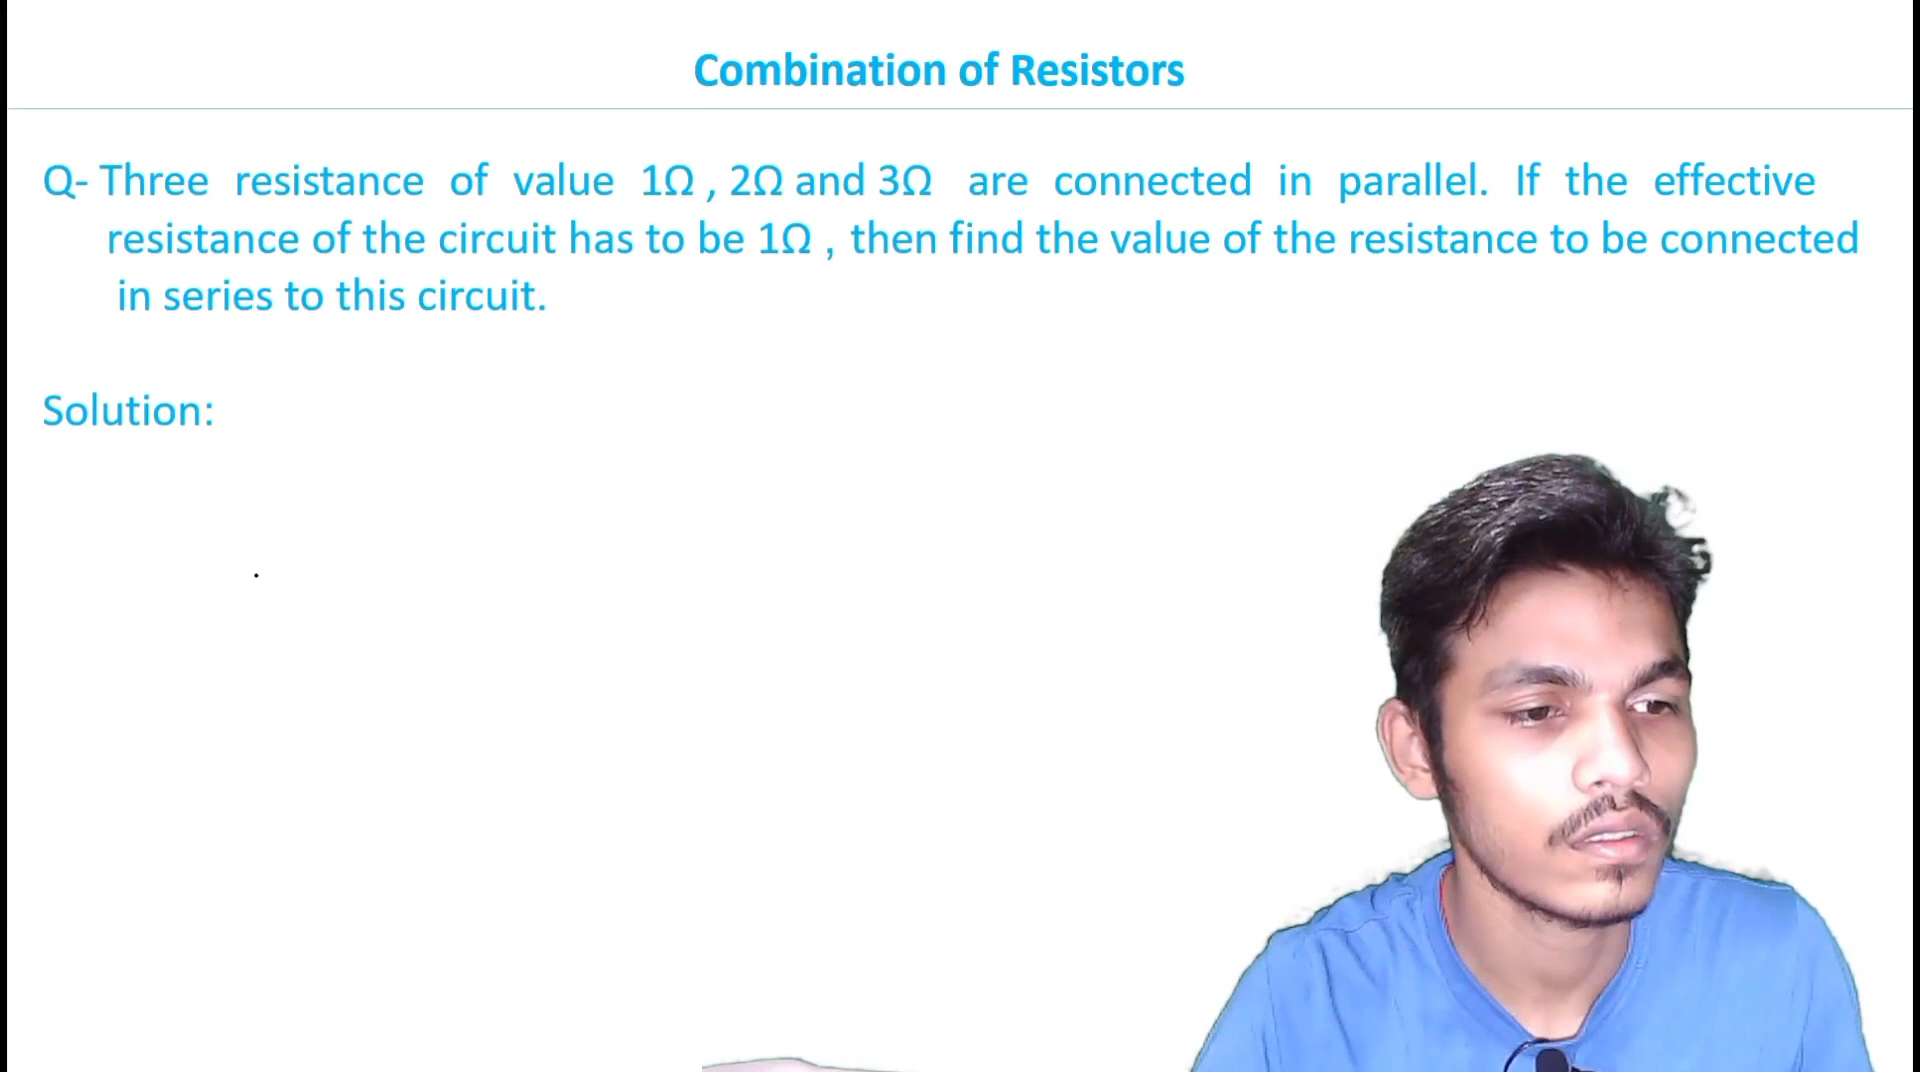 Combination of Resistors
Q- Three resistance of value 1Ω , 2Ω and 3Ω are connected in parallel. If the effective
resistance of the circuit has to be 1Ω , then find the value of the resistance to be connected
in series to this circuit.
Solution: